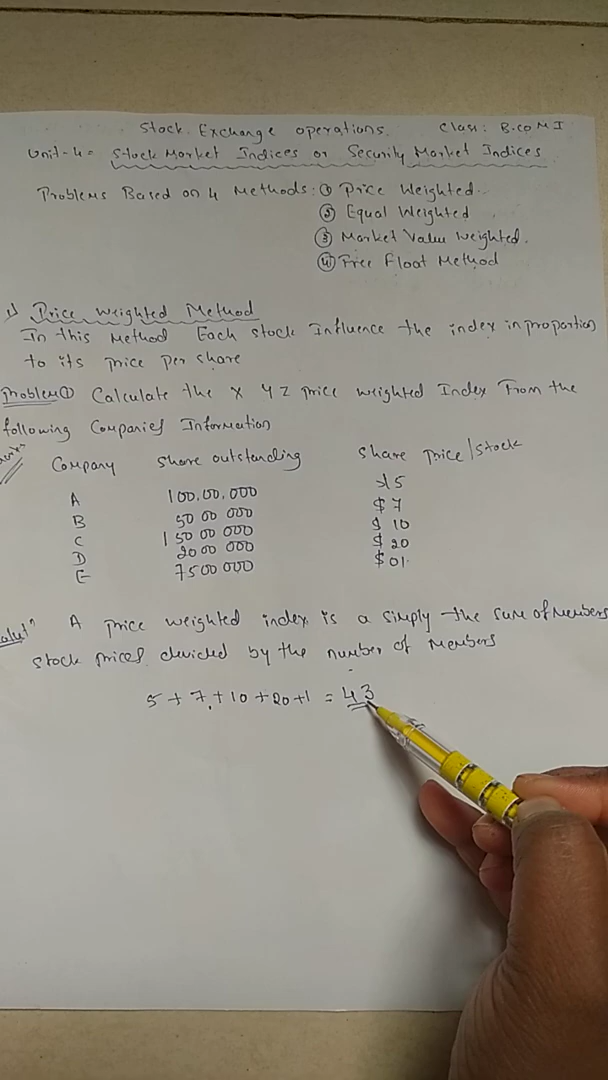 Stock Exchange operations. Class: B.com I
Unit-4= Stock Market Indices or Security Market Indices
Problems Based on 4 Methods: ① Price Weighted.
② Equal Weighted
③ Market Value Weighted.
④ Free Float Method
1) Price weighted Method
In this Method Each stock Influence the index in proportion
to its price per share
Problem① Calculate the X Y Z price weighted Index From the
following Companies Information
Company Share outstanding Share price/stock
A 100,00,000 $ 5
B 50 00 000 $ 7
C 1 50 00 000 $ 10
D 20 00 000 $ 20
E 7500 000 $ 01.
A price weighted index is a simply the sum of Members
stock prices devided by the number of Members
5 + 7 + 10 + 20 + 1 = 43